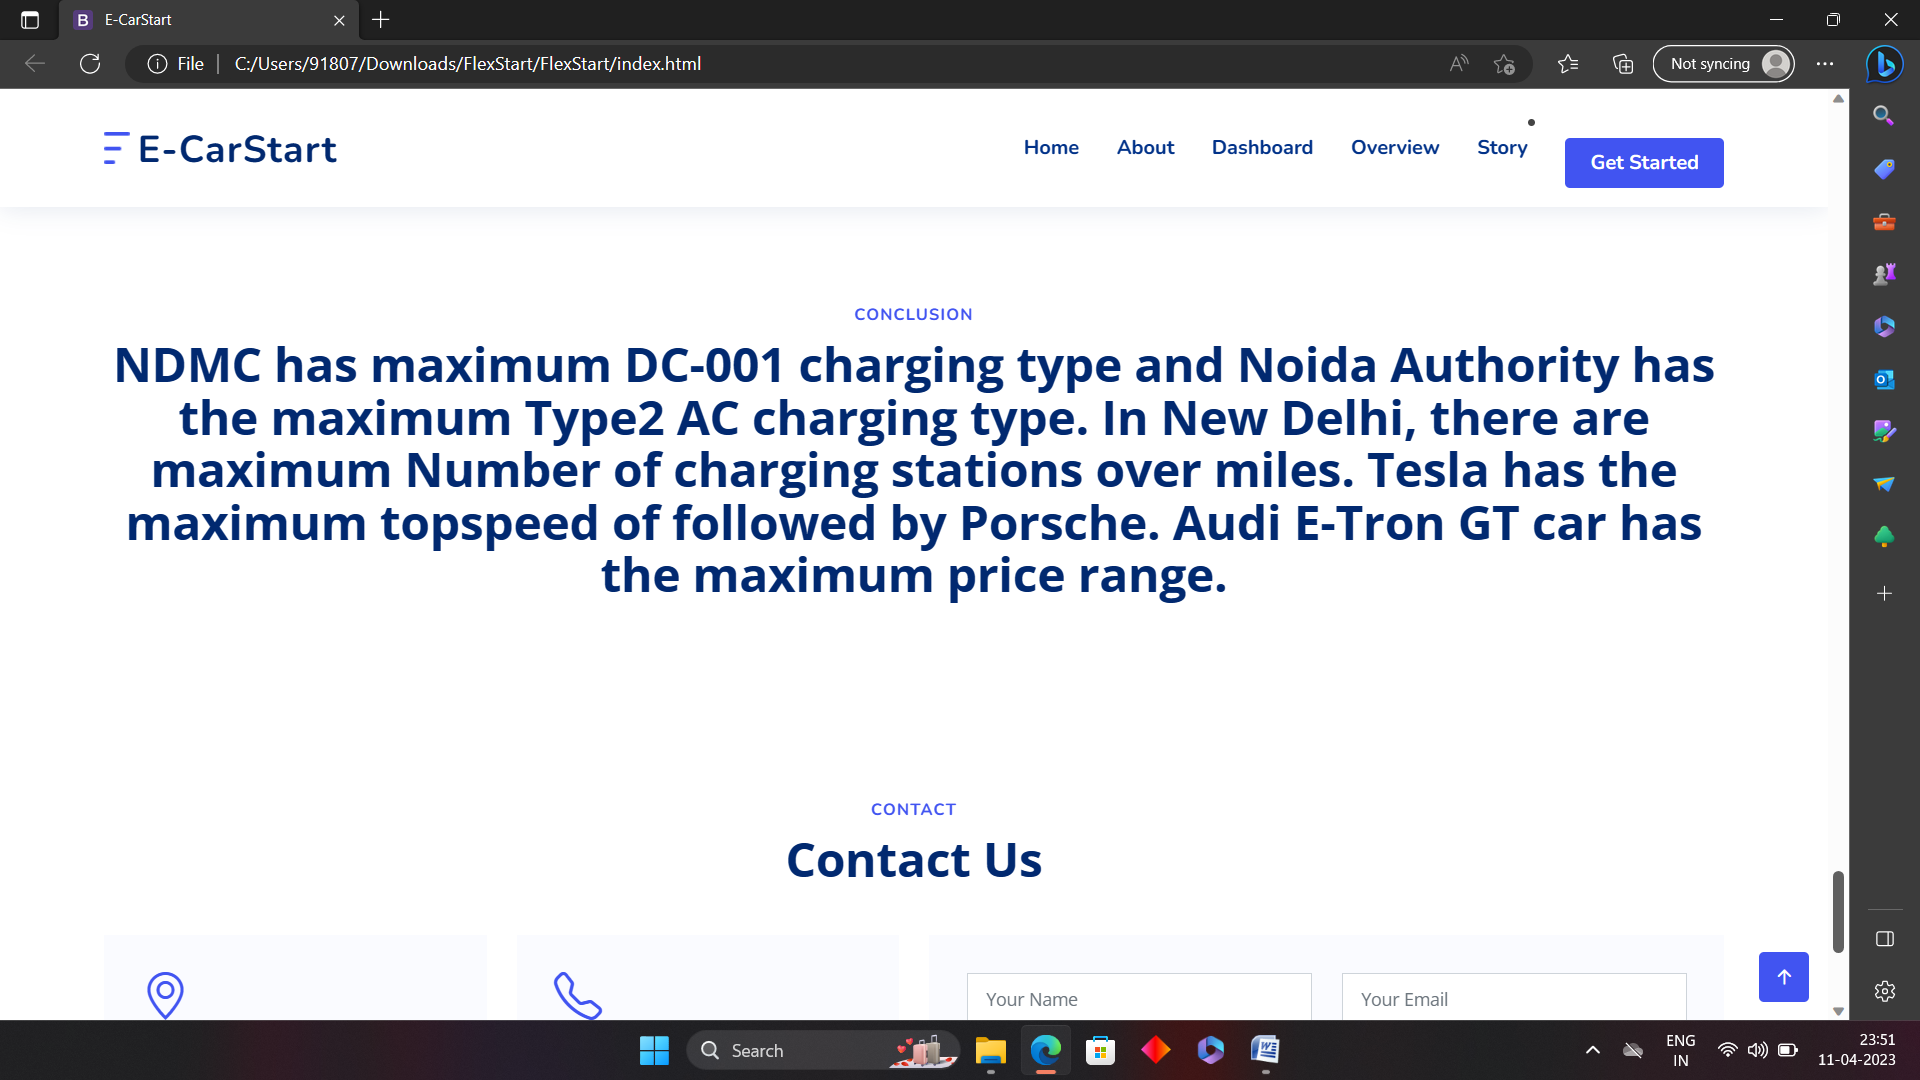 E-CarStart
File
C:/Users/91807/Downloads/FlexStart/FlexStart/index.html
Not syncing
E-CarStart
Home
About
Dashboard
Overview
Story
Get Started
CONCLUSION
NDMC has maximum DC-001 charging type and Noida Authority has
the maximum Type2 AC charging type. In New Delhi, there are
maximum Number of charging stations over miles. Tesla has the
maximum topspeed of followed by Porsche. Audi E-Tron GT car has
the maximum price range.
CONTACT
Contact Us
Your Name
Your Email
Search
ENG
IN
23:51
11-04-2023